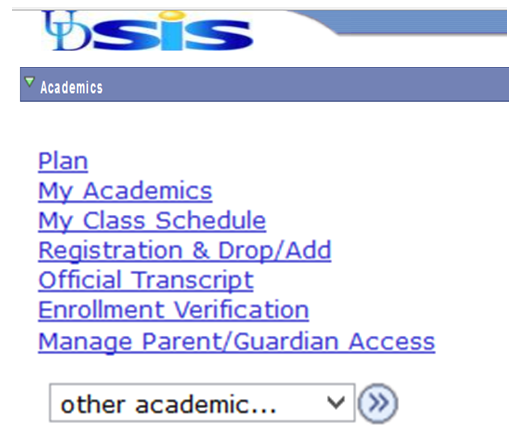 UDSIS
Academics
Plan
My Academics
My Class Schedule
Registration & Drop/Add
Official Transcript
Enrollment Verification
Manage Parent/Guardian Access
other academic...